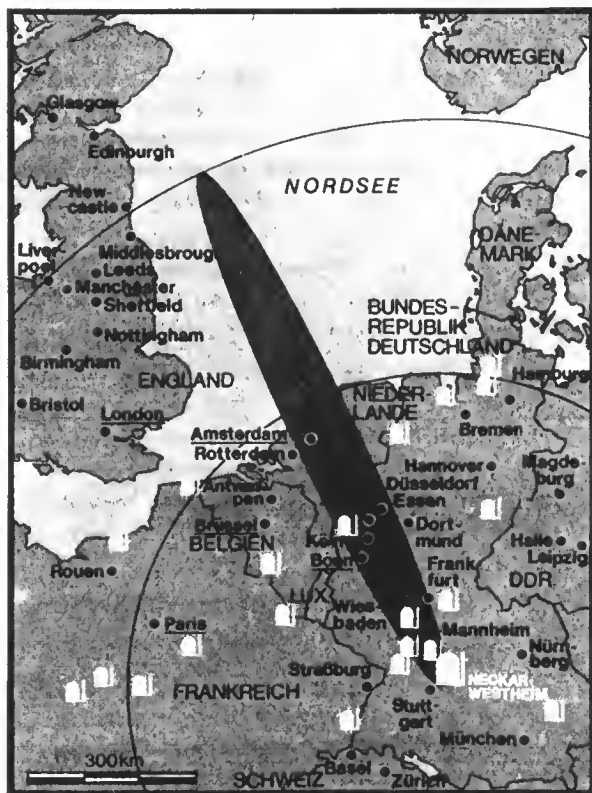 NORWEGEN
Glasgow
Edinburgh
NORDSEE
New-
castle
DÄNE-
MARK
Liver-
pool
Middlesbroug
Leeds
Manchester
Sheffield
BUNDES-
REPUBLIK
DEUTSCHLAND
Nottingham
Birmingham
ENGLAND
Hamburg
NIEDER-
LANDE
Bristol
London
Bremen
Amsterdam
Rotterdam
Hannover
Magde-
burg
Düsseldorf
Essen
Antwer-
pen
Brüssel
BELGIEN
Köln
Dort-
mund
Halle
Leipzig
Bonn
Rouen
Frank-
furt
DDR
LUX.
Wies-
baden
Paris
Mannheim
Nürn-
berg
Straßburg
NECKAR-
WESTHEIM
FRANKREICH
Stutt-
gart
München
300km
Basel
SCHWEIZ
Zürich